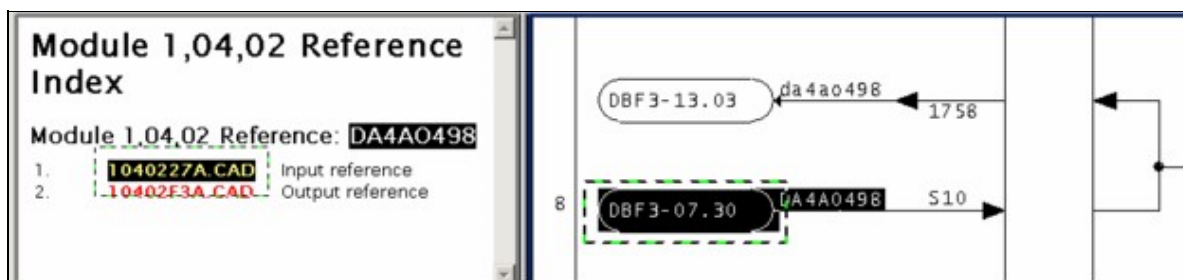 Module 1,04,02 Reference
Index
Module 1,04,02 Reference: DA4AO498
1. 1040227A.CAD Input reference
2. 10402F3A.CAD Output reference
DBF3-13.03 da4ao498 1758
8 DBF3-07.30 DA4A0498 S10